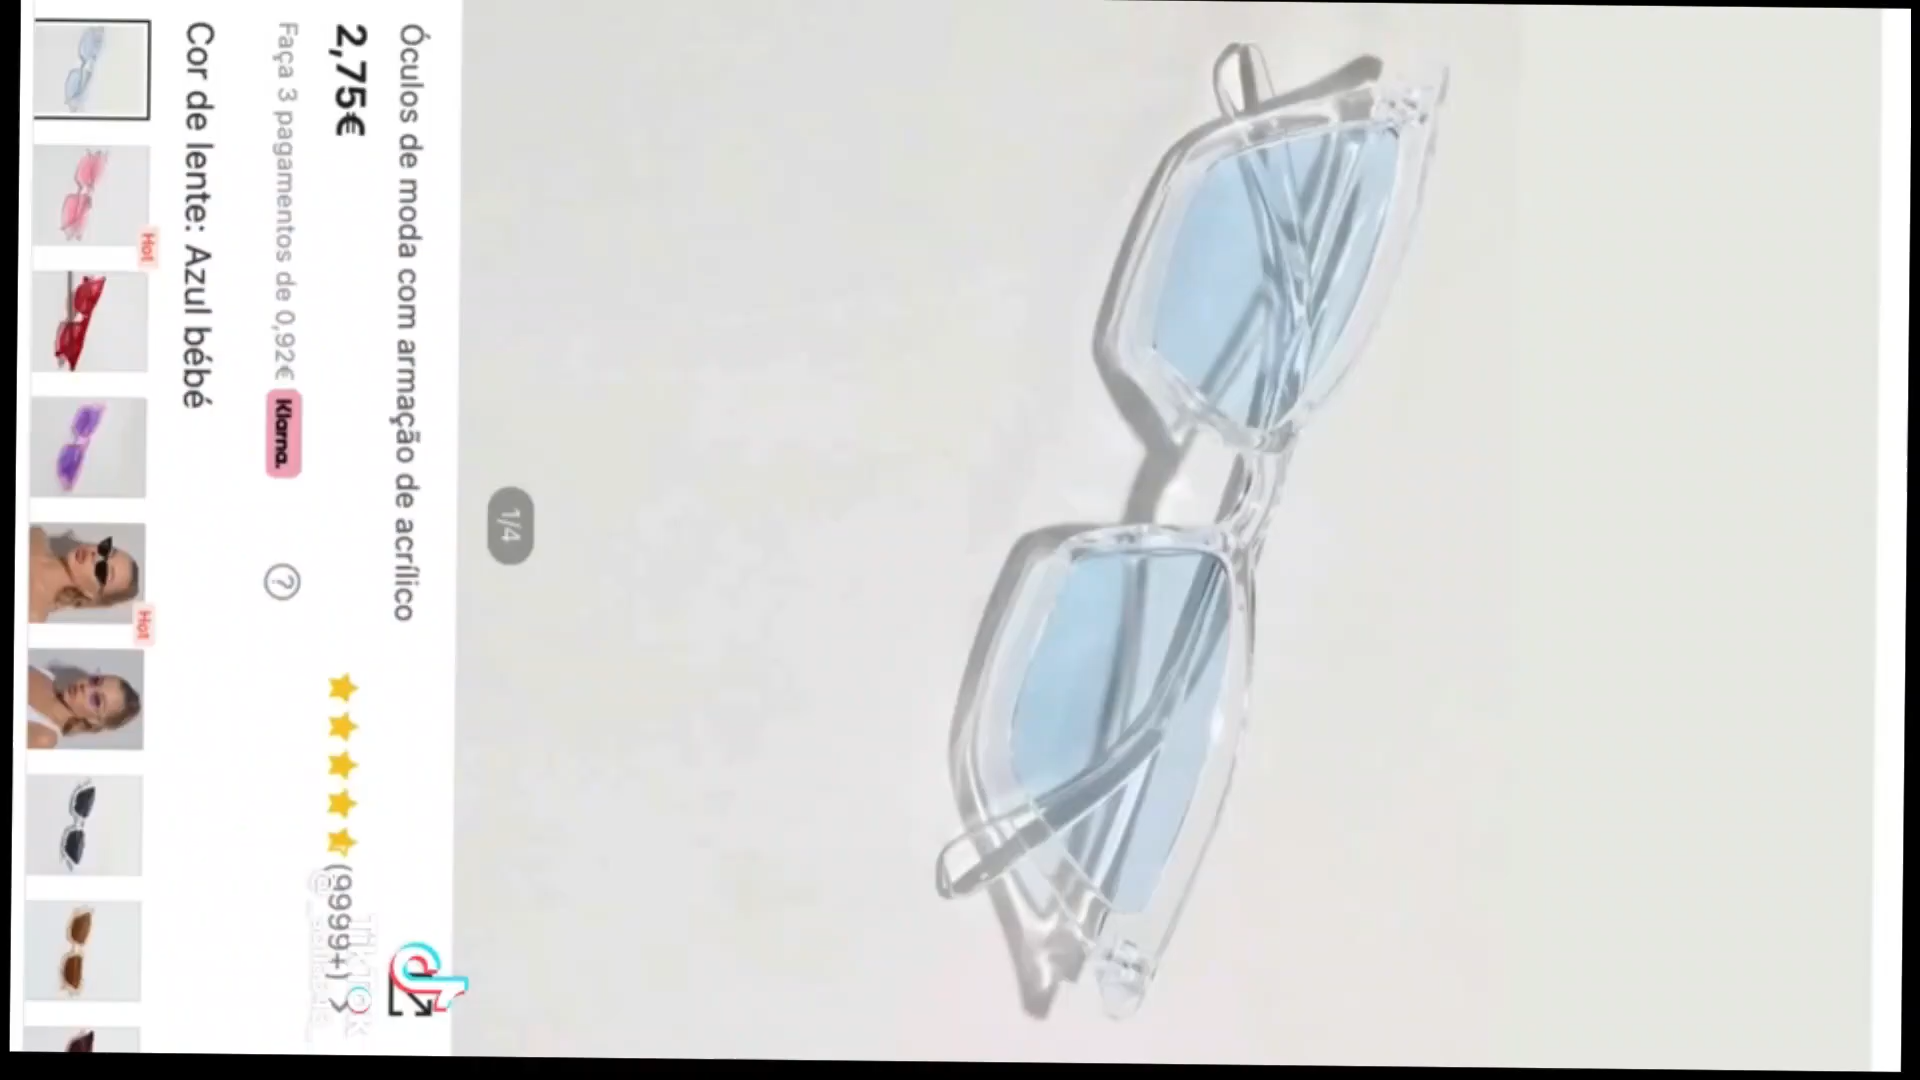 1/4
Óculos de moda com armação de acrílico
2,75€
(9999+)
Faça 3 pagamentos de 0,92€ Klarna.
Cor de lente: Azul bébé
Hot
Hot
TikTok